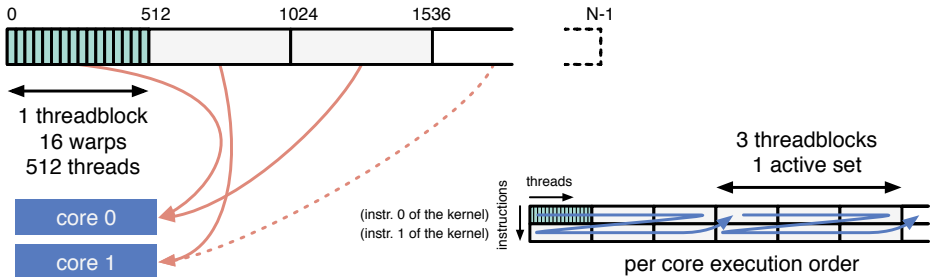 0 512 1024 1536 N-1
1 threadblock
16 warps
512 threads
core 0
core 1
3 threadblocks
1 active set
threads
instructions
(instr. 0 of the kernel)
(instr. 1 of the kernel)
per core execution order